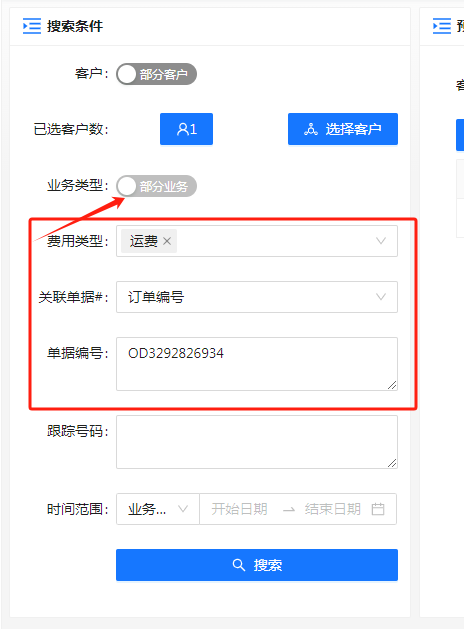 搜索条件
客户：
部分客户
已选客户数：
1
选择客户
业务类型：
部分业务
费用类型：
运费
关联单据#：
订单编号
单据编号：
OD3292826934
跟踪号码：
时间范围：
业务...
开始日期
结束日期
搜索